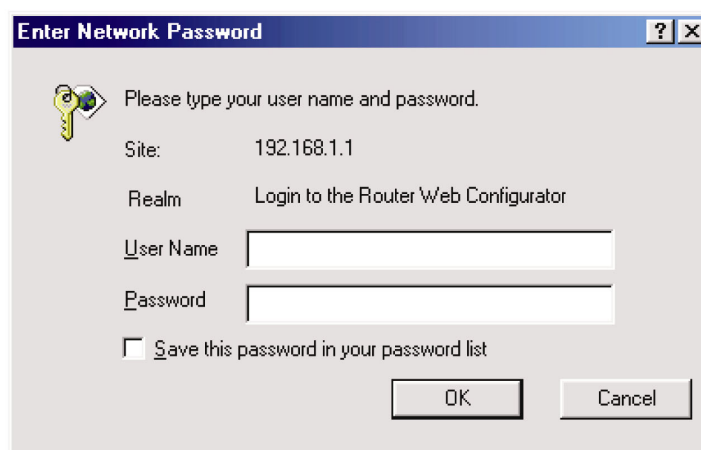 Enter Network Password
Please type your user name and password.
Site: 192.168.1.1
Realm Login to the Router Web Configurator
User Name
Password
Save this password in your password list
OK Cancel